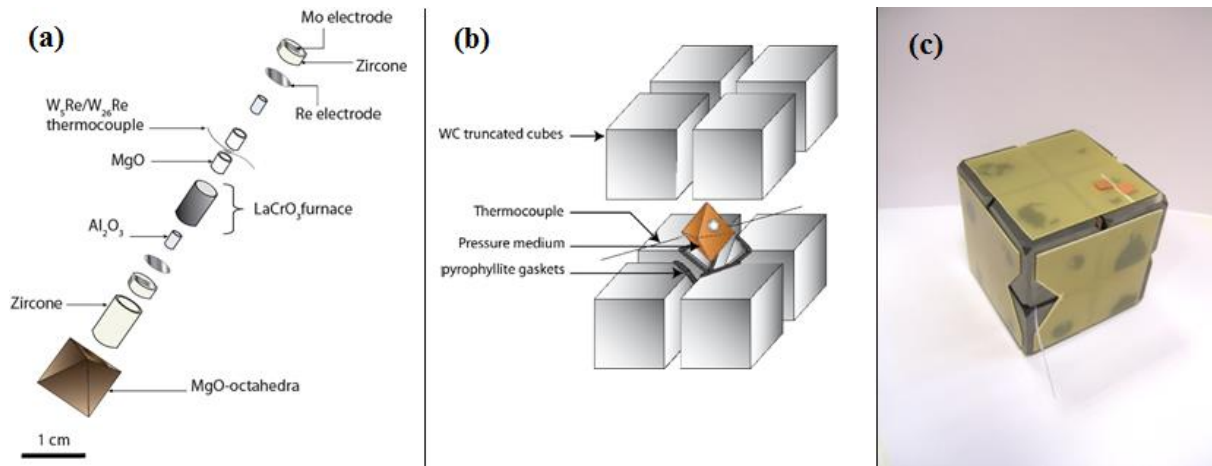 (a)
Mo electrode
Zircone
Re electrode
W5Re/W26Re
thermocouple
MgO
LaCrO3furnace
Al2O3
Zircone
MgO-octahedra
1 cm
(b)
WC truncated cubes
Thermocouple
Pressure medium
pyrophyllite gaskets
(c)